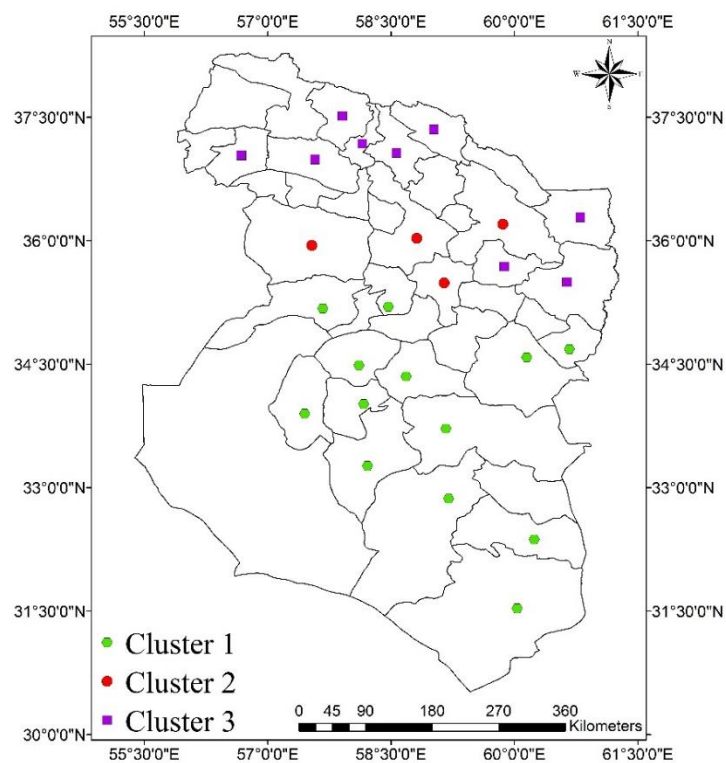 55°30'0"E 57°0'0"E 58°30'0"E 60°0'0"E 61°30'0"E
N
W E
S
37°30'0"N 37°30'0"N
36°0'0"N 36°0'0"N
34°30'0"N 34°30'0"N
33°0'0"N 33°0'0"N
31°30'0"N 31°30'0"N
30°0'0"N 30°0'0"N
Cluster 1
Cluster 2
Cluster 3
0 45 90 180 270 360
Kilometers
55°30'0"E 57°0'0"E 58°30'0"E 60°0'0"E 61°30'0"E